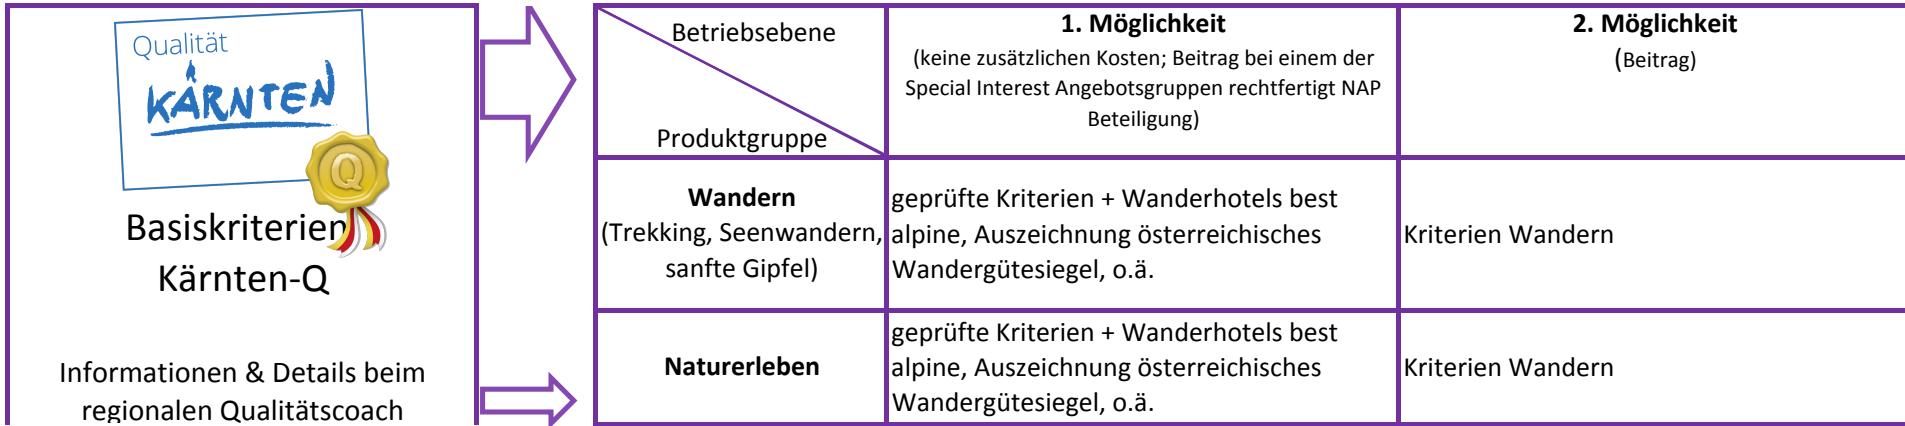 Qualität
KÄRNTEN
Q
Basiskriterien
Kärnten-Q
Informationen & Details beim
regionalen Qualitätscoach
Betriebsebene
Produktgruppe
1. Möglichkeit
(keine zusätzlichen Kosten; Beitrag bei einem der
Special Interest Angebotsgruppen rechtfertigt NAP
Beteiligung)
2. Möglichkeit
(Beitrag)
Wandern
(Trekking, Seenwandern,
sanfte Gipfel)
geprüfte Kriterien + Wanderhotels best
alpine, Auszeichnung österreichisches
Wandergütesiegel, o.ä.
Kriterien Wandern
Naturerleben
geprüfte Kriterien + Wanderhotels best
alpine, Auszeichnung österreichisches
Wandergütesiegel, o.ä.
Kriterien Wandern